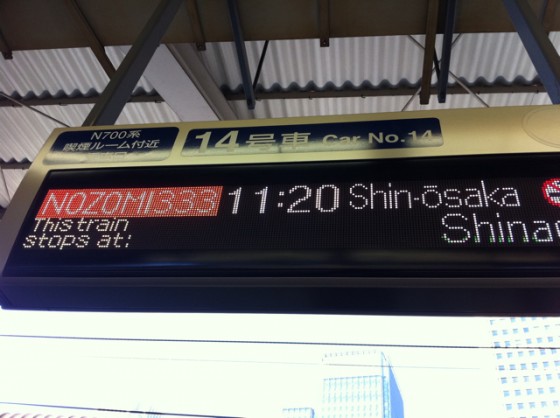 N700系
喫煙ルーム付近
14号車 Car No.14
NOZOMI333 11:20 Shin-ōsaka
This train
stops at:
Shina